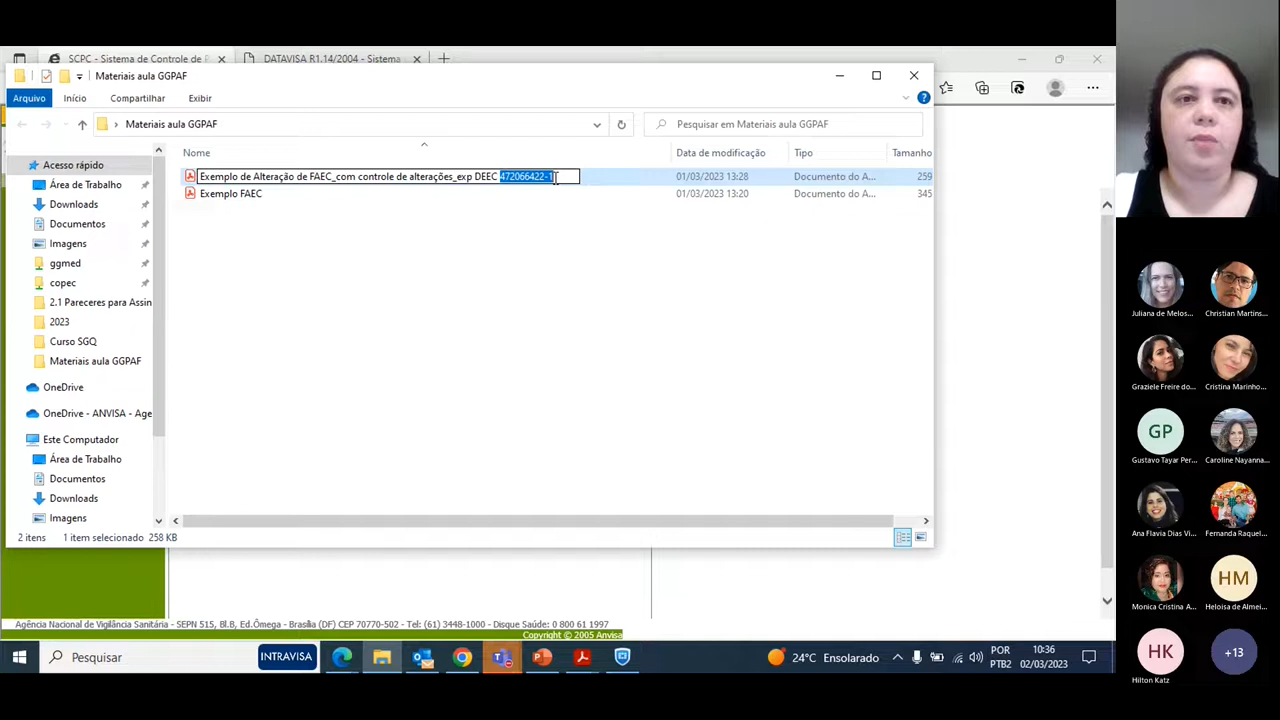 SCPC - Sistema de Controle de P
DATAVISA R1.14/2004 - Sistema
Materiais aula GGPAF
Arquivo
Início
Compartilhar
Exibir
Materiais aula GGPAF
Pesquisar em Materiais aula GGPAF
Nome
Data de modificação
Tipo
Tamanho
Exemplo de Alteração de FAEC_com controle de alterações_exp DEEC 472066422-1
01/03/2023 13:28
Documento do A...
259
Exemplo FAEC
01/03/2023 13:20
Documento do A...
345
Acesso rápido
Área de Trabalho
Downloads
Documentos
Imagens
ggmed
copec
2.1 Pareceres para Assin
2023
Curso SGQ
Materiais aula GGPAF
OneDrive
OneDrive - ANVISA - Age
Este Computador
Área de Trabalho
Documentos
Downloads
Imagens
2 itens
1 item selecionado 258 KB
Agência Nacional de Vigilância Sanitária - SEPN 515, Bl.B, Ed.Ômega - Brasília (DF) CEP 70770-502 - Tel: (61) 3448-1000 - Disque Saúde: 0 800 61 1997
Copyright © 2005 Anvisa
Pesquisar
INTRAVISA
24°C Ensolarado
POR
PTB2
10:36
02/03/2023
Juliana de Melos...
Christian Martins...
Graziele Freire do...
Cristina Marinho...
GP
Gustavo Tayar Per...
Caroline Nayanna...
Ana Flavia Dias Vi...
Fernanda Raquel...
Monica Cristina A...
HM
Heloisa de Almei...
HK
Hilton Katz
+13